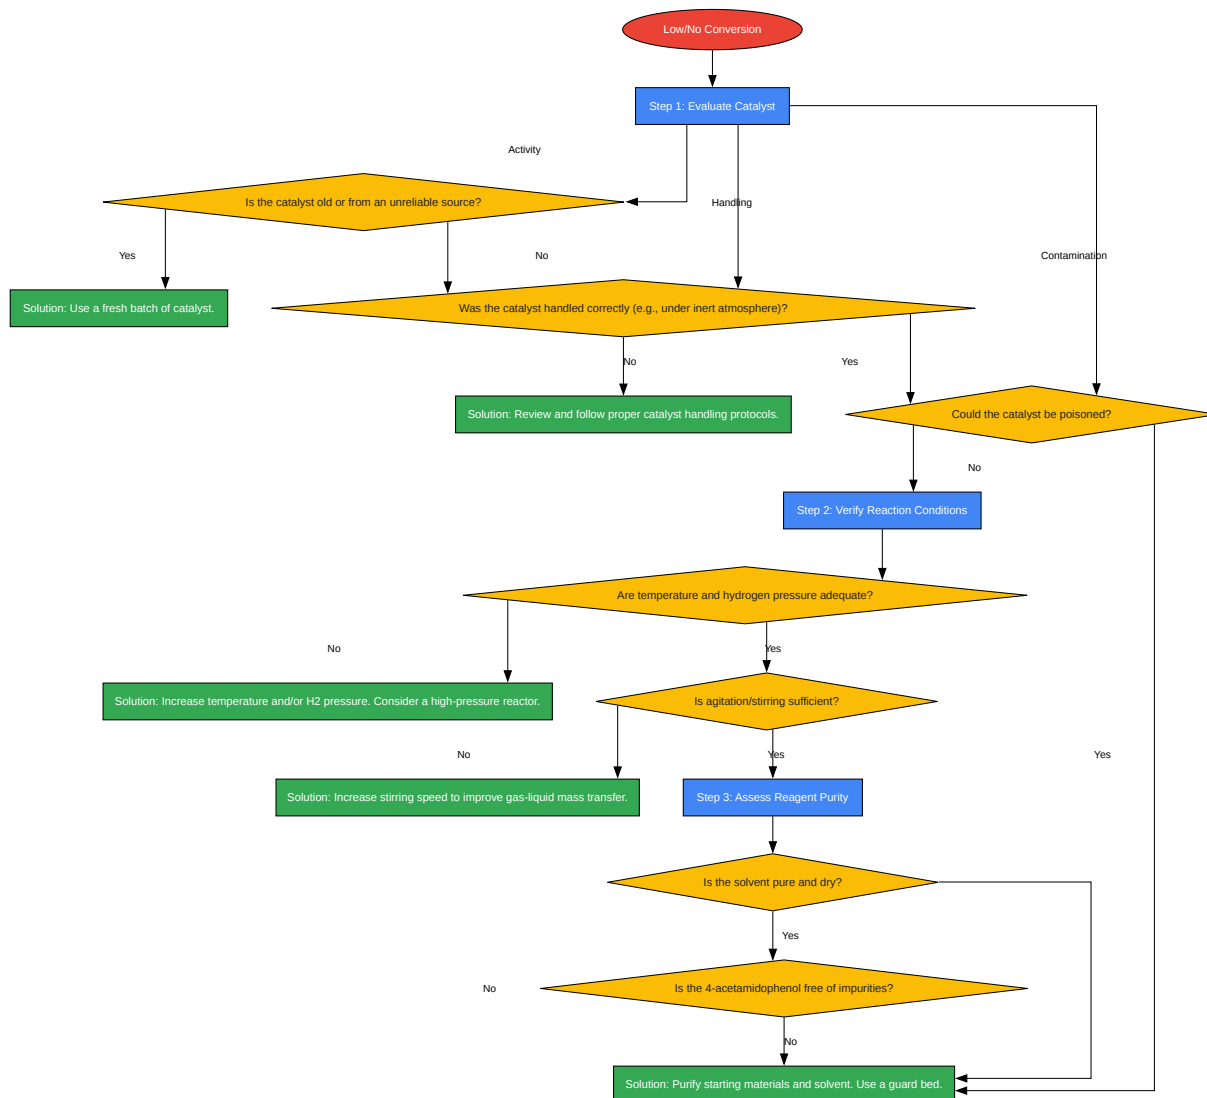 Low/No Conversion
Step 1: Evaluate Catalyst
Activity
Is the catalyst old or from an unreliable source?
Handling
Yes
No
Contamination
Solution: Use a fresh batch of catalyst.
Was the catalyst handled correctly (e.g., under inert atmosphere)?
No
Yes
Solution: Review and follow proper catalyst handling protocols.
Could the catalyst be poisoned?
No
Step 2: Verify Reaction Conditions
Are temperature and hydrogen pressure adequate?
No
Yes
Solution: Increase temperature and/or H2 pressure. Consider a high-pressure reactor.
Is agitation/stirring sufficient?
No
Yes
Yes
Solution: Increase stirring speed to improve gas-liquid mass transfer.
Step 3: Assess Reagent Purity
Is the solvent pure and dry?
Yes
No
Is the 4-acetamidophenol free of impurities?
No
Solution: Purify starting materials and solvent. Use a guard bed.